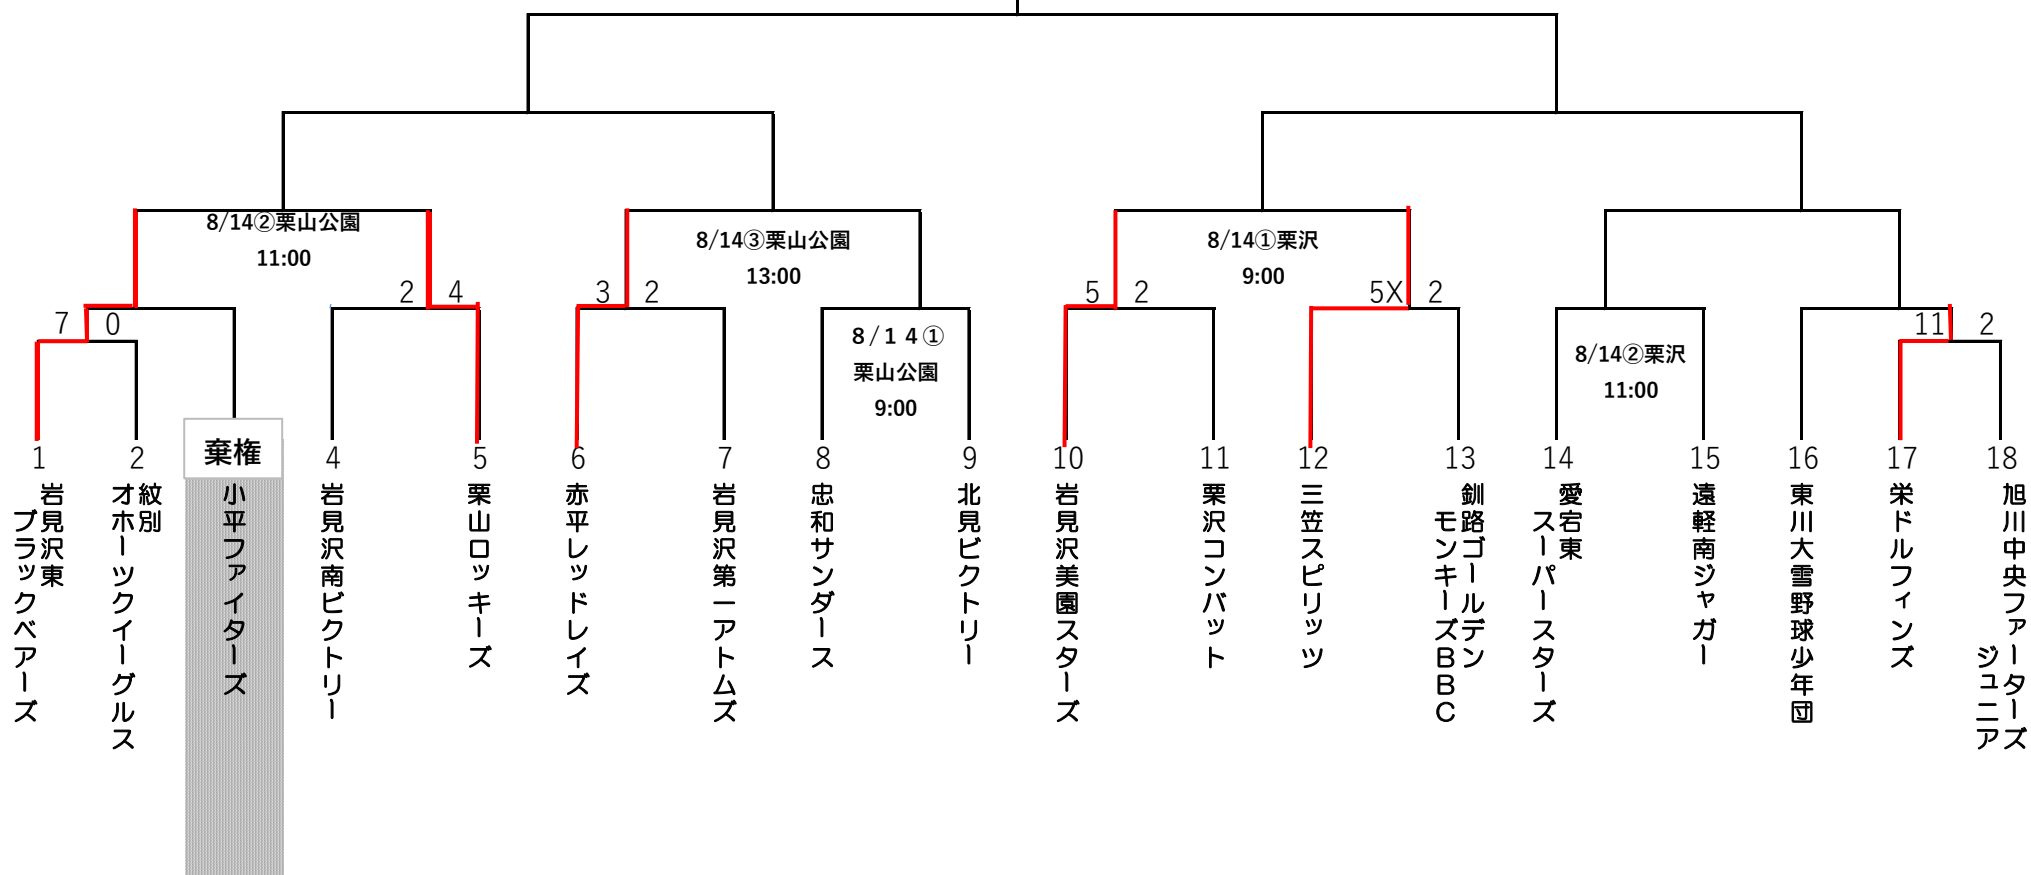 8/14②栗山公園
11:00
8/14③栗山公園
13:00
8/14①栗沢
9:00
2 4
3 2
5 2
5X 2
7 0
8/１４①
栗山公園
9:00
8/14②栗沢
11:00
11 2
棄権
1
岩見沢東
ブラックベアーズ
2
紋別
オホーツクイーグルス
小平ファイターズ
4
岩見沢南ビクトリー
5
栗山ロッキーズ
6
赤平レッドレイズ
7
岩見沢第一アトムズ
8
忠和サンダース
9
北見ビクトリー
10
岩見沢美園スターズ
11
栗沢コンバット
12
三笠スピリッツ
13
釧路ゴールデン
モンキーズＢＢＣ
14
愛宕東
スーパースターズ
15
遠軽南ジャガー
16
東川大雪野球少年団
17
栄ドルフィンズ
18
旭川中央ファーターズ
ジュニア